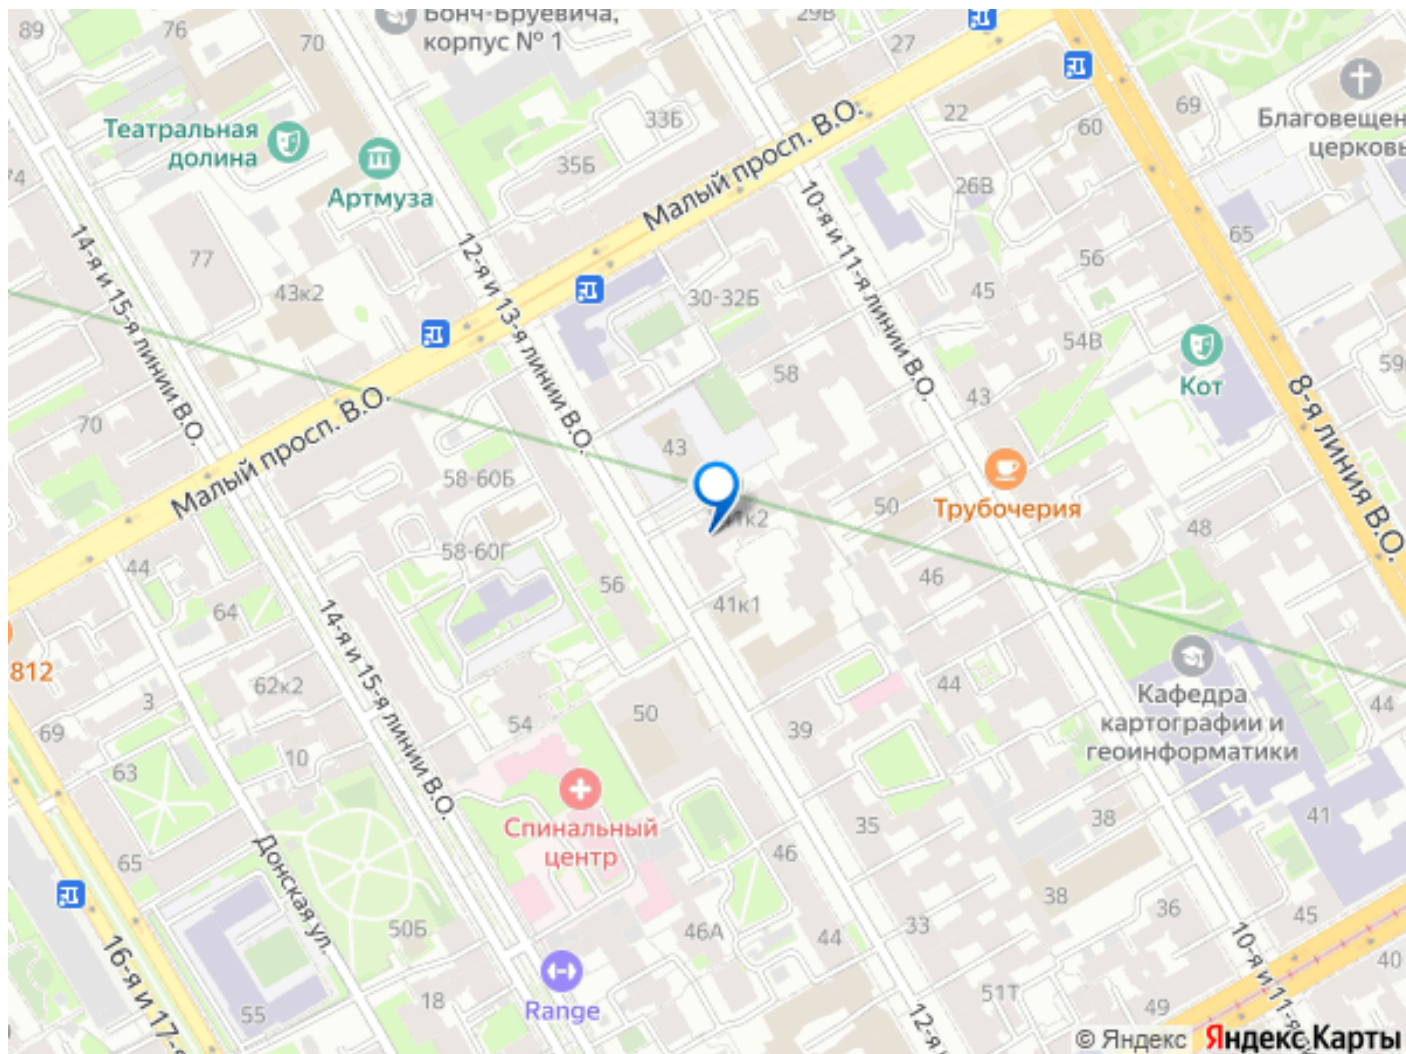 89
76
70
Бонч-Бруевича,
корпус № 1
29В
27
Театральная
долина
Артмуза
33Б
35Б
Малый просп. В.О.
22
60
69
Благовещен
церковь
74
77
43к2
14-я и 15-я линии В.О.
12-я и 13-я линии В.О.
10-я и 11-я линии В.О.
26В
65
56
30-32Б
45
54В
Кот
58
43
8-я линия В.О.
70
Малый просп. В.О.
58-60Б
43
Трубочерия
50
41к2
48
58-60Г
44
56
46
64
41к1
14-я и 15-я линии В.О.
812
62к2
3
69
54
50
39
44
Кафедра
картографии и
геоинформатики
44
10
63
Спинальный
центр
65
Донская ул.
35
38
41
46
38
36
45
50Б
46А
44
33
16-я и 17-я
18
Range
51Т
49
40
55
12-я
10-я и 11-я
© Яндекс Яндекс Карты